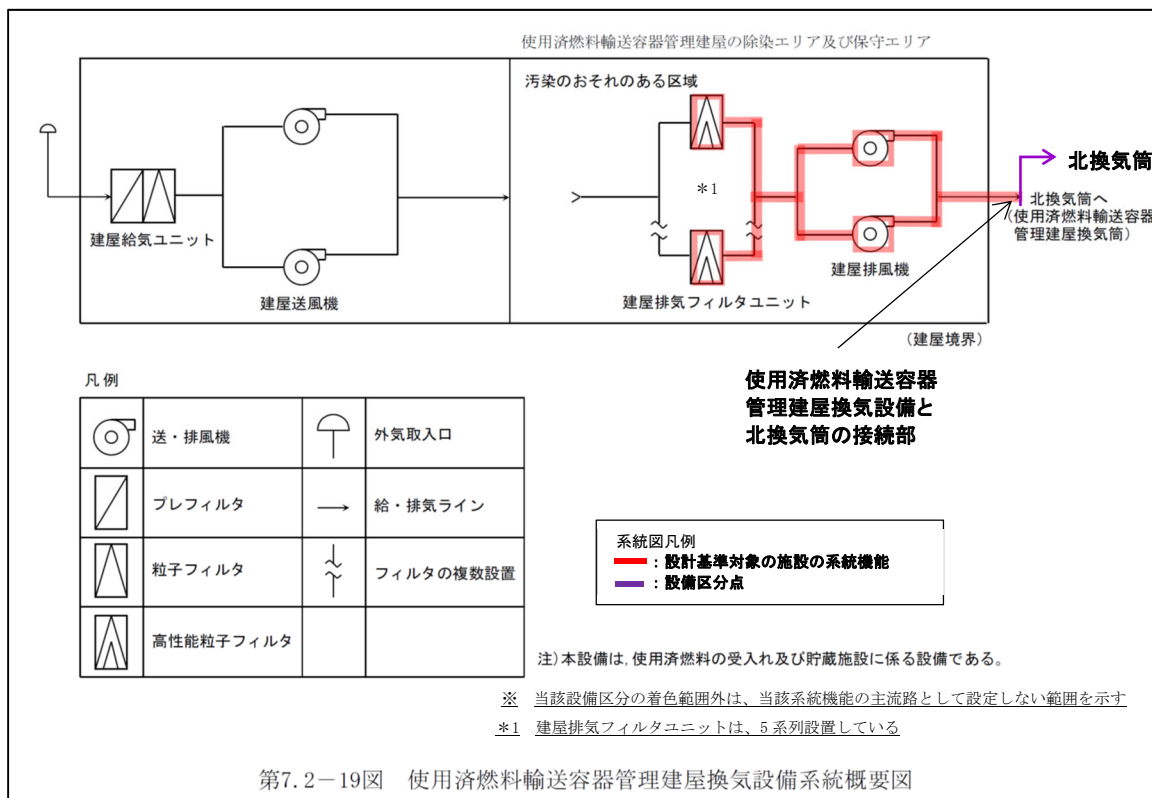 使用済燃料輸送容器管理建屋の除染エリア及び保守エリア
汚染のおそれのある区域
建屋給気ユニット
建屋送風機
＊1
建屋排気フィルタユニット
建屋排風機
北換気筒
北換気筒へ
(使用済燃料輸送容器
管理建屋換気筒)
(建屋境界)
使用済燃料輸送容器
管理建屋換気設備と
北換気筒の接続部
凡例
送・排風機
外気取入口
プレフィルタ
給・排気ライン
粒子フィルタ
フィルタの複数設置
高性能粒子フィルタ
系統図凡例
：設計基準対象の施設の系統機能
：設備区分点
注)本設備は,使用済燃料の受入れ及び貯蔵施設に係る設備である。
※　当該設備区分の着色範囲外は、当該系統機能の主流路として設定しない範囲を示す
＊1　建屋排気フィルタユニットは、5系列設置している
第7.2－19図　使用済燃料輸送容器管理建屋換気設備系統概要図